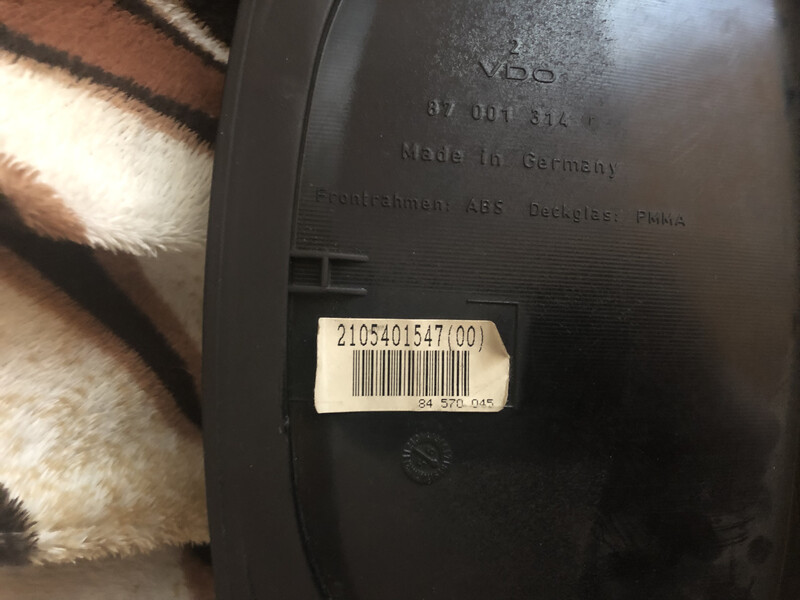 2
VDO
87 001 314
Made in Germany
Frontrahmen: ABS Deckglas: PMMA
2105401547(00)
84 570 045